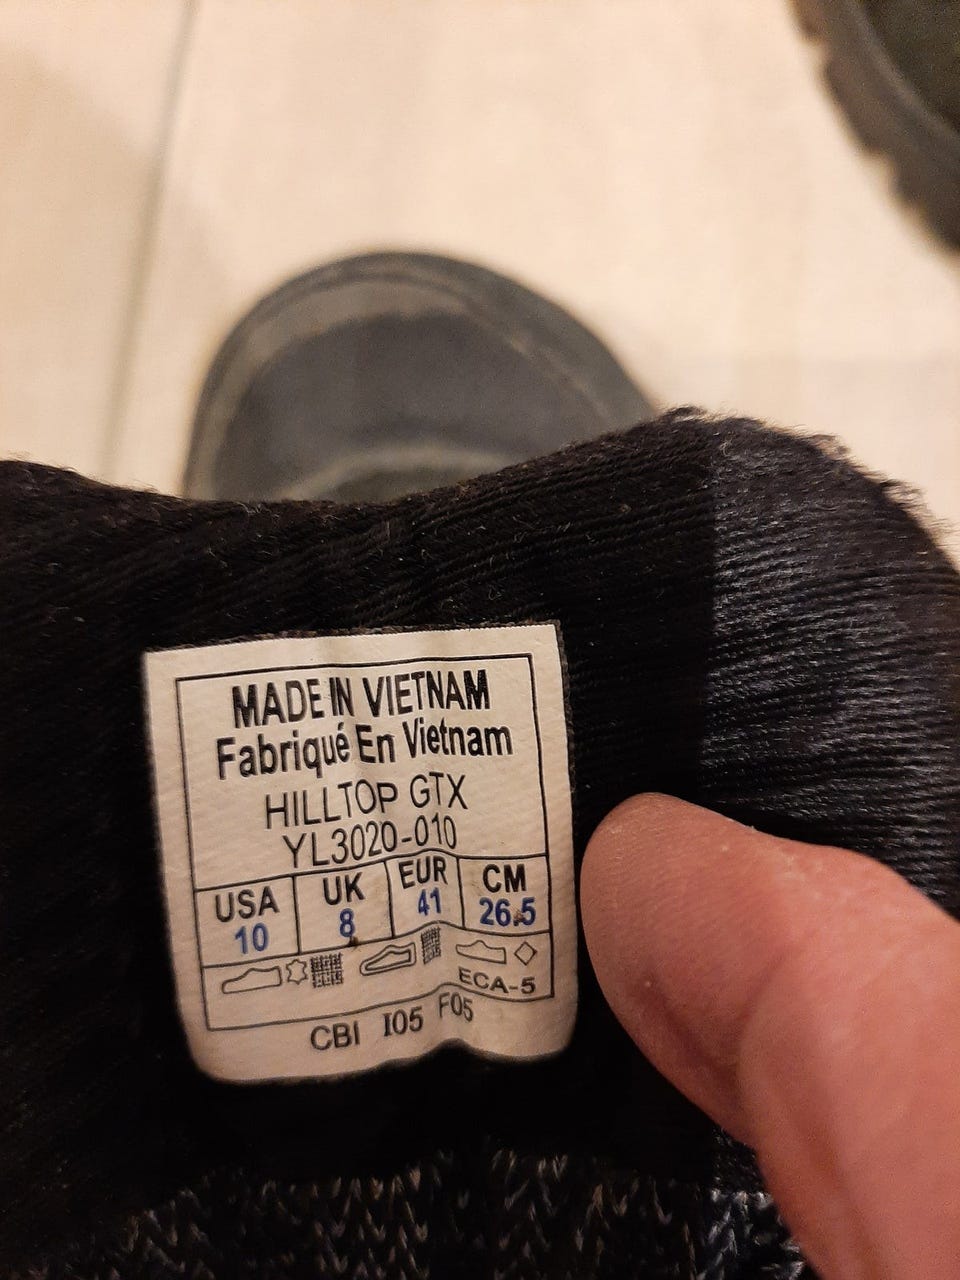 MADE IN VIETNAM
Fabriqué En Vietnam
HILLTOP GTX
YL3020-010
USA UK EUR CM
10 8 41 26.5
ECA-5
CBI I05 F05